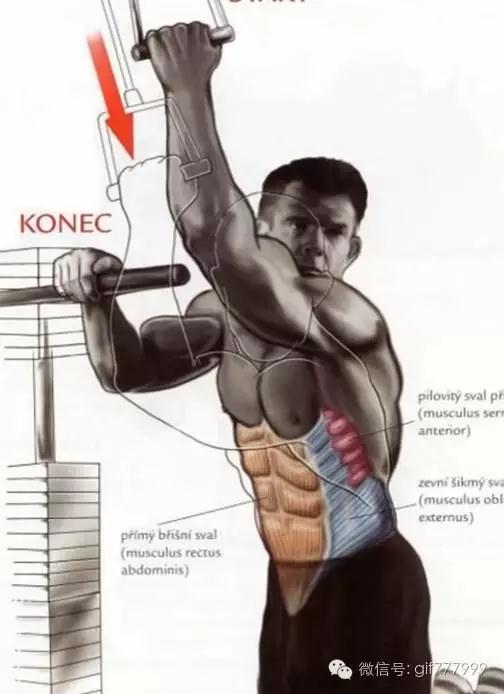 KONEC
pilovitý sval př
(musculus ser
anterior)
zevní šikmý sva
(musculus obl
externus)
přímý břišní sval
(musculus rectus
abdominis)
微信号: gif777999